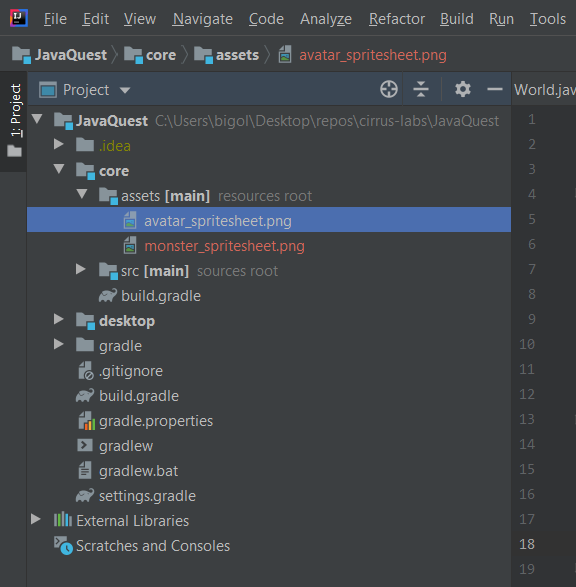 IJ File Edit View Navigate Code Analyze Refactor Build Run Tools
JavaQuest core assets avatar_spritesheet.png
1: Project
Project World.jav
JavaQuest C:\Users\bigol\Desktop\repos\cirrus-labs\JavaQuest 1
.idea 2
core 3
assets [main] resources root 4
avatar_spritesheet.png 5
monster_spritesheet.png 6
src [main] sources root 7
build.gradle 8
desktop 9
gradle 10
.gitignore 11
build.gradle 12
gradle.properties 13
gradlew 14
gradlew.bat 15
settings.gradle 16
External Libraries 17
Scratches and Consoles 18
19